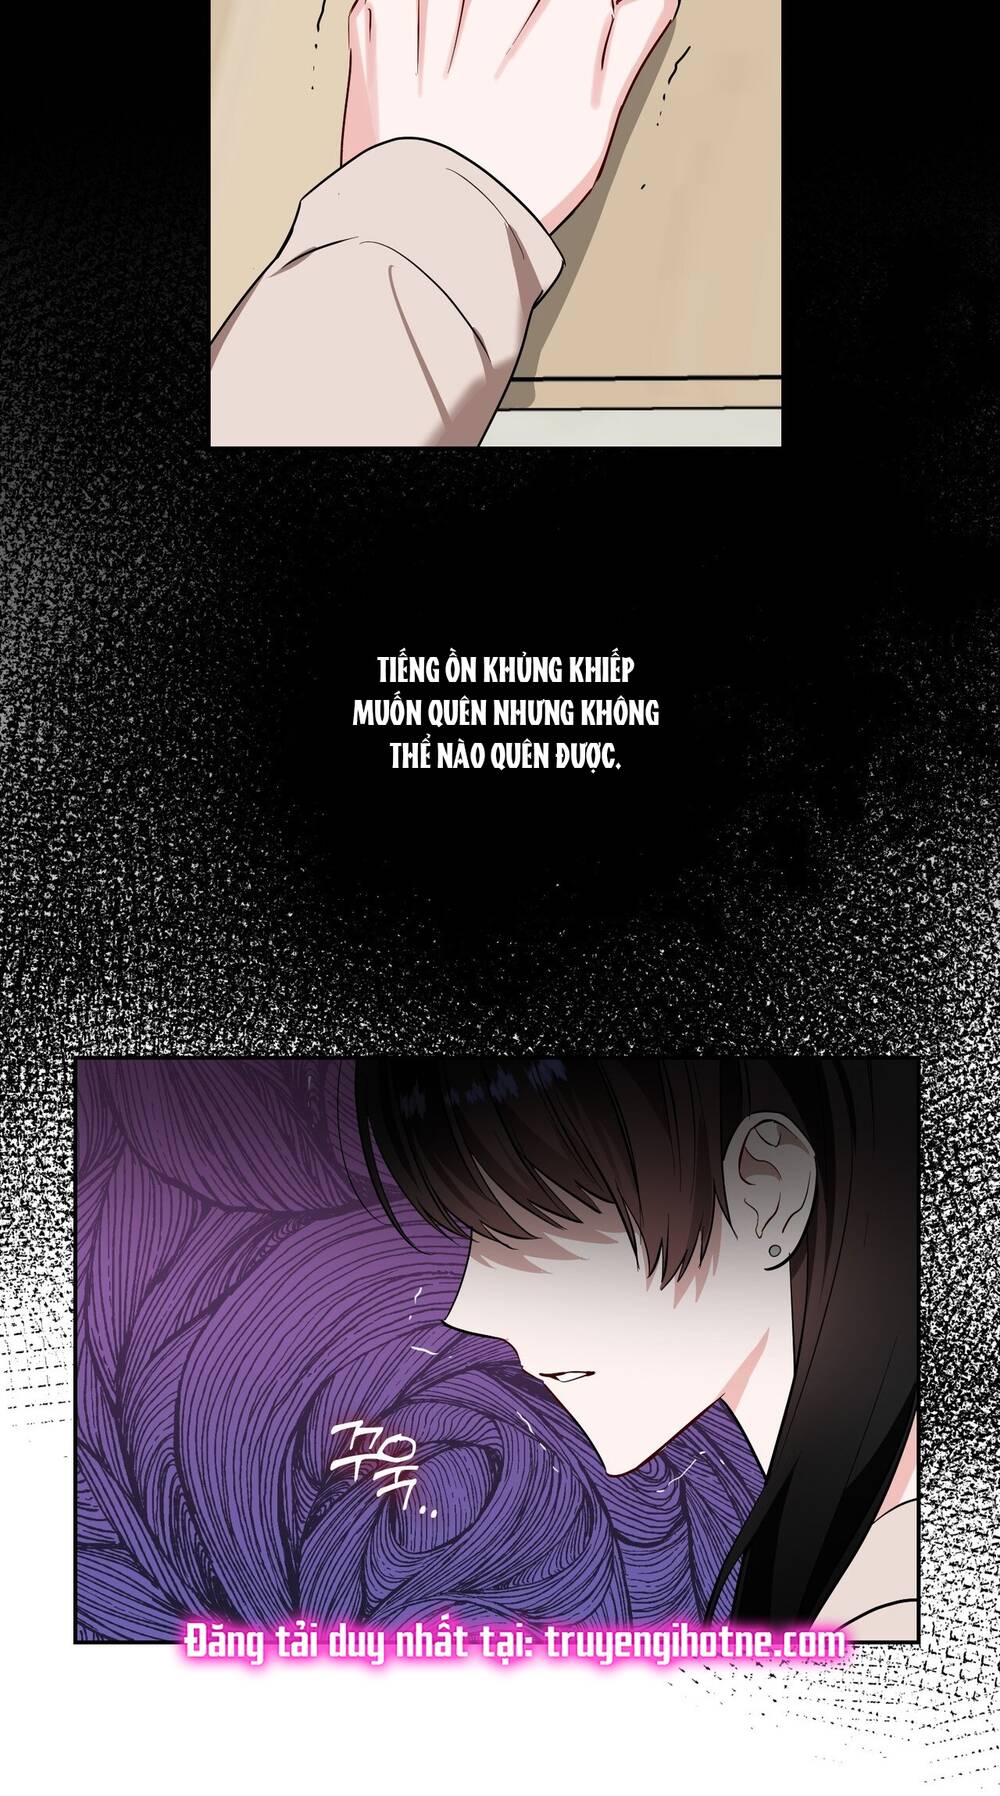 TIẾNG ỒN KHỦNG KHIẾP
MUỐN QUÊN NHƯNG KHÔNG
THỂ NÀO QUÊN ĐƯỢC.
꾸욱..
Đăng tải duy nhất tại: truyengihotne.com